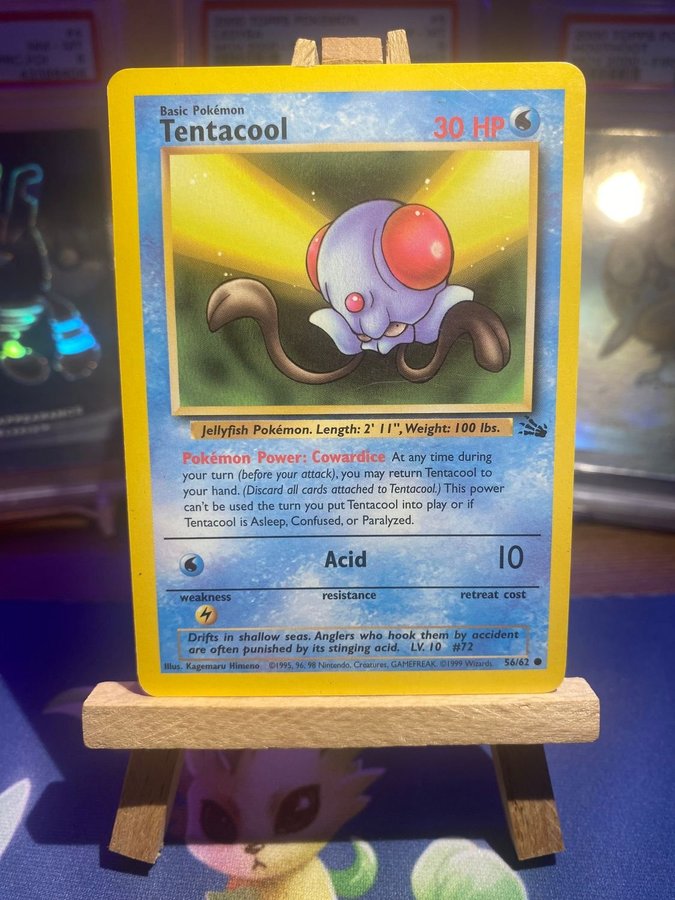 2000 TOPPS POKEMON
Basic Pokémon
Tentacool 30 HP
Jellyfish Pokémon. Length: 2' 11", Weight: 100 lbs.
Pokémon Power: Cowardice At any time during
your turn (before your attack), you may return Tentacool to
your hand. (Discard all cards attached to Tentacool.) This power
can't be used the turn you put Tentacool into play or if
Tentacool is Asleep, Confused, or Paralyzed.
Acid 10
weakness resistance retreat cost
Drifts in shallow seas. Anglers who hook them by accident
are often punished by its stinging acid. LV. 10 #72
Illus. Kagemaru Himeno ©1995, 96, 98 Nintendo, Creatures, GAMEFREAK. ©1999 Wizards. 56/62